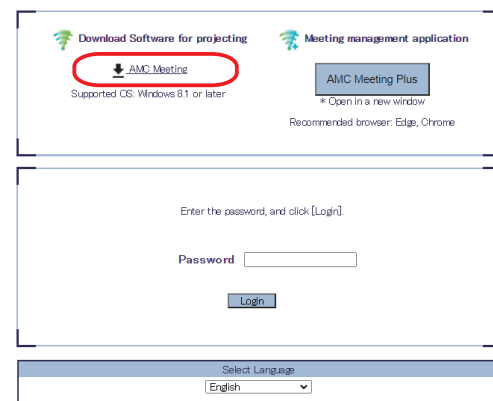 Download Software for projecting
AMC Meeting
Supported OS: Windows 8.1 or later
Meeting management application
AMC Meeting Plus
* Open in a new window
Recommended browser: Edge, Chrome
Enter the password, and click [Login].
Password
Login
Select Language
English